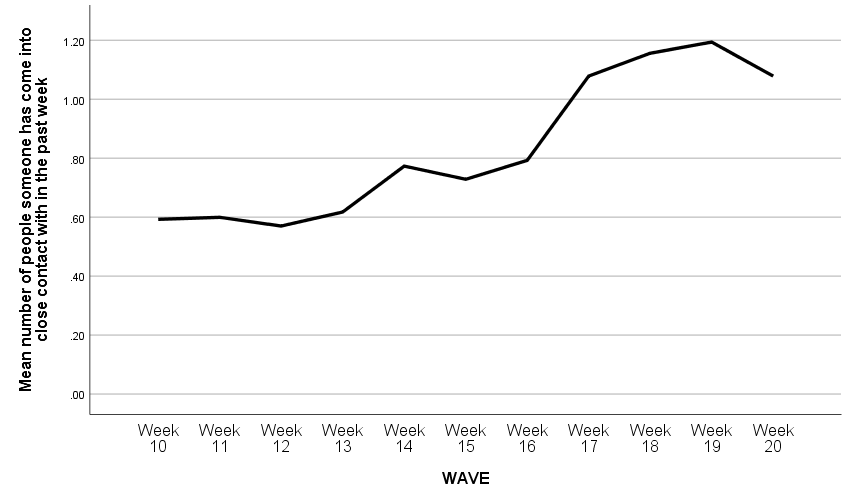 Mean number of people someone has come into
close contact with in the past week
1.20
1.00
.80
.60
.40
.20
.00
Week Week Week Week Week Week Week Week Week Week Week
10 11 12 13 14 15 16 17 18 19 20
WAVE